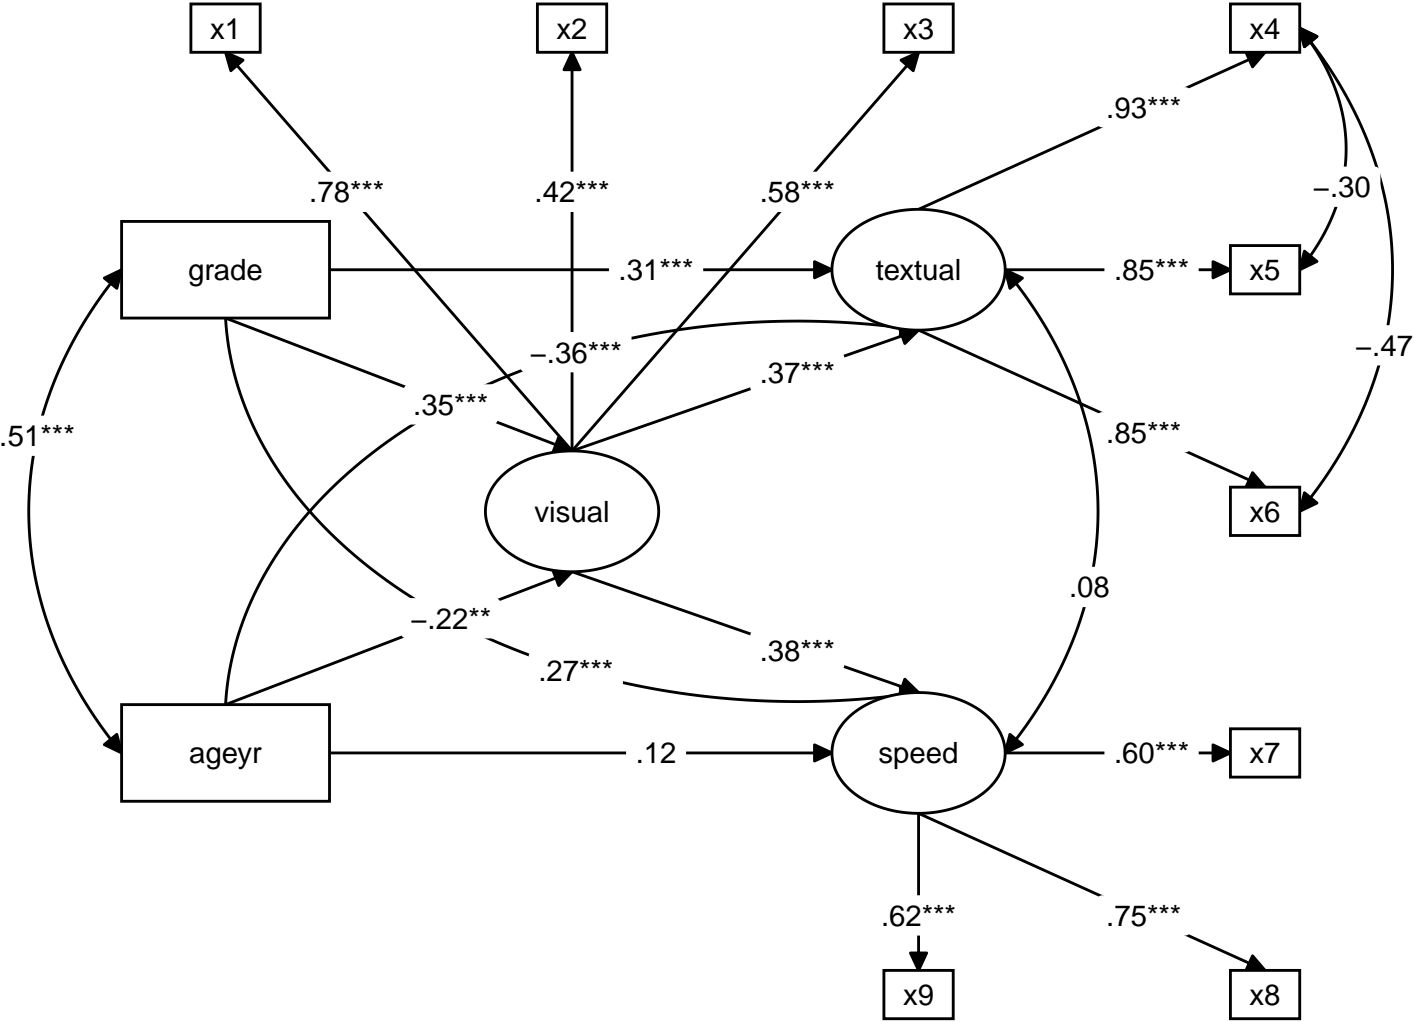 x1
x2
x3
x4
.93***
−.30
.78***
.42***
.58***
grade
.31***
textual
.85***
x5
−.36***
−.47
.37***
.35***
.51***
.85***
visual
x6
.08
−.22**
.38***
.27***
ageyr
.12
speed
.60***
x7
.62***
.75***
x9
x8